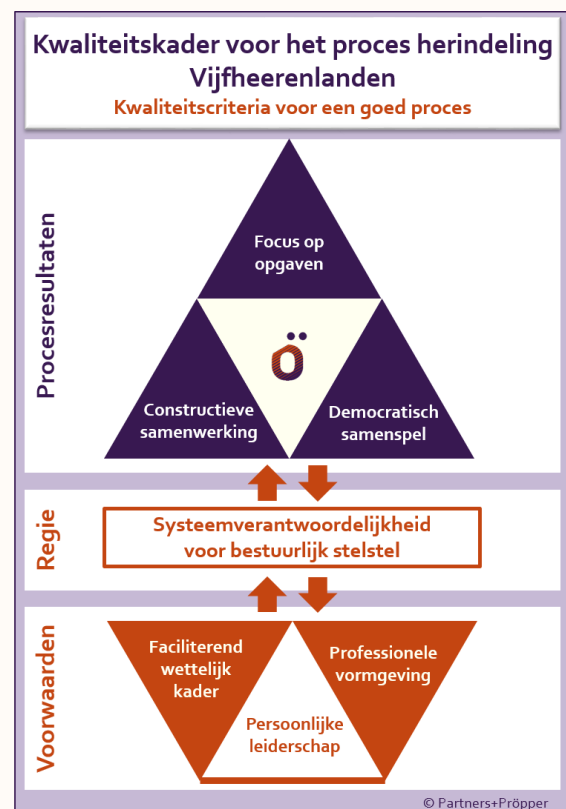 Kwaliteitskader voor het proces herindeling
Vijfheerenlanden
Kwaliteitscriteria voor een goed proces
Procesresultaten
Focus op
opgaven
ö
Constructieve
samenwerking
Democratisch
samenspel
Regie
Systeemverantwoordelijkheid
voor bestuurlijk stelstel
Voorwaarden
Faciliterend
wettelijk
kader
Professionele
vormgeving
Persoonlijke
leiderschap
© Partners+Pröpper